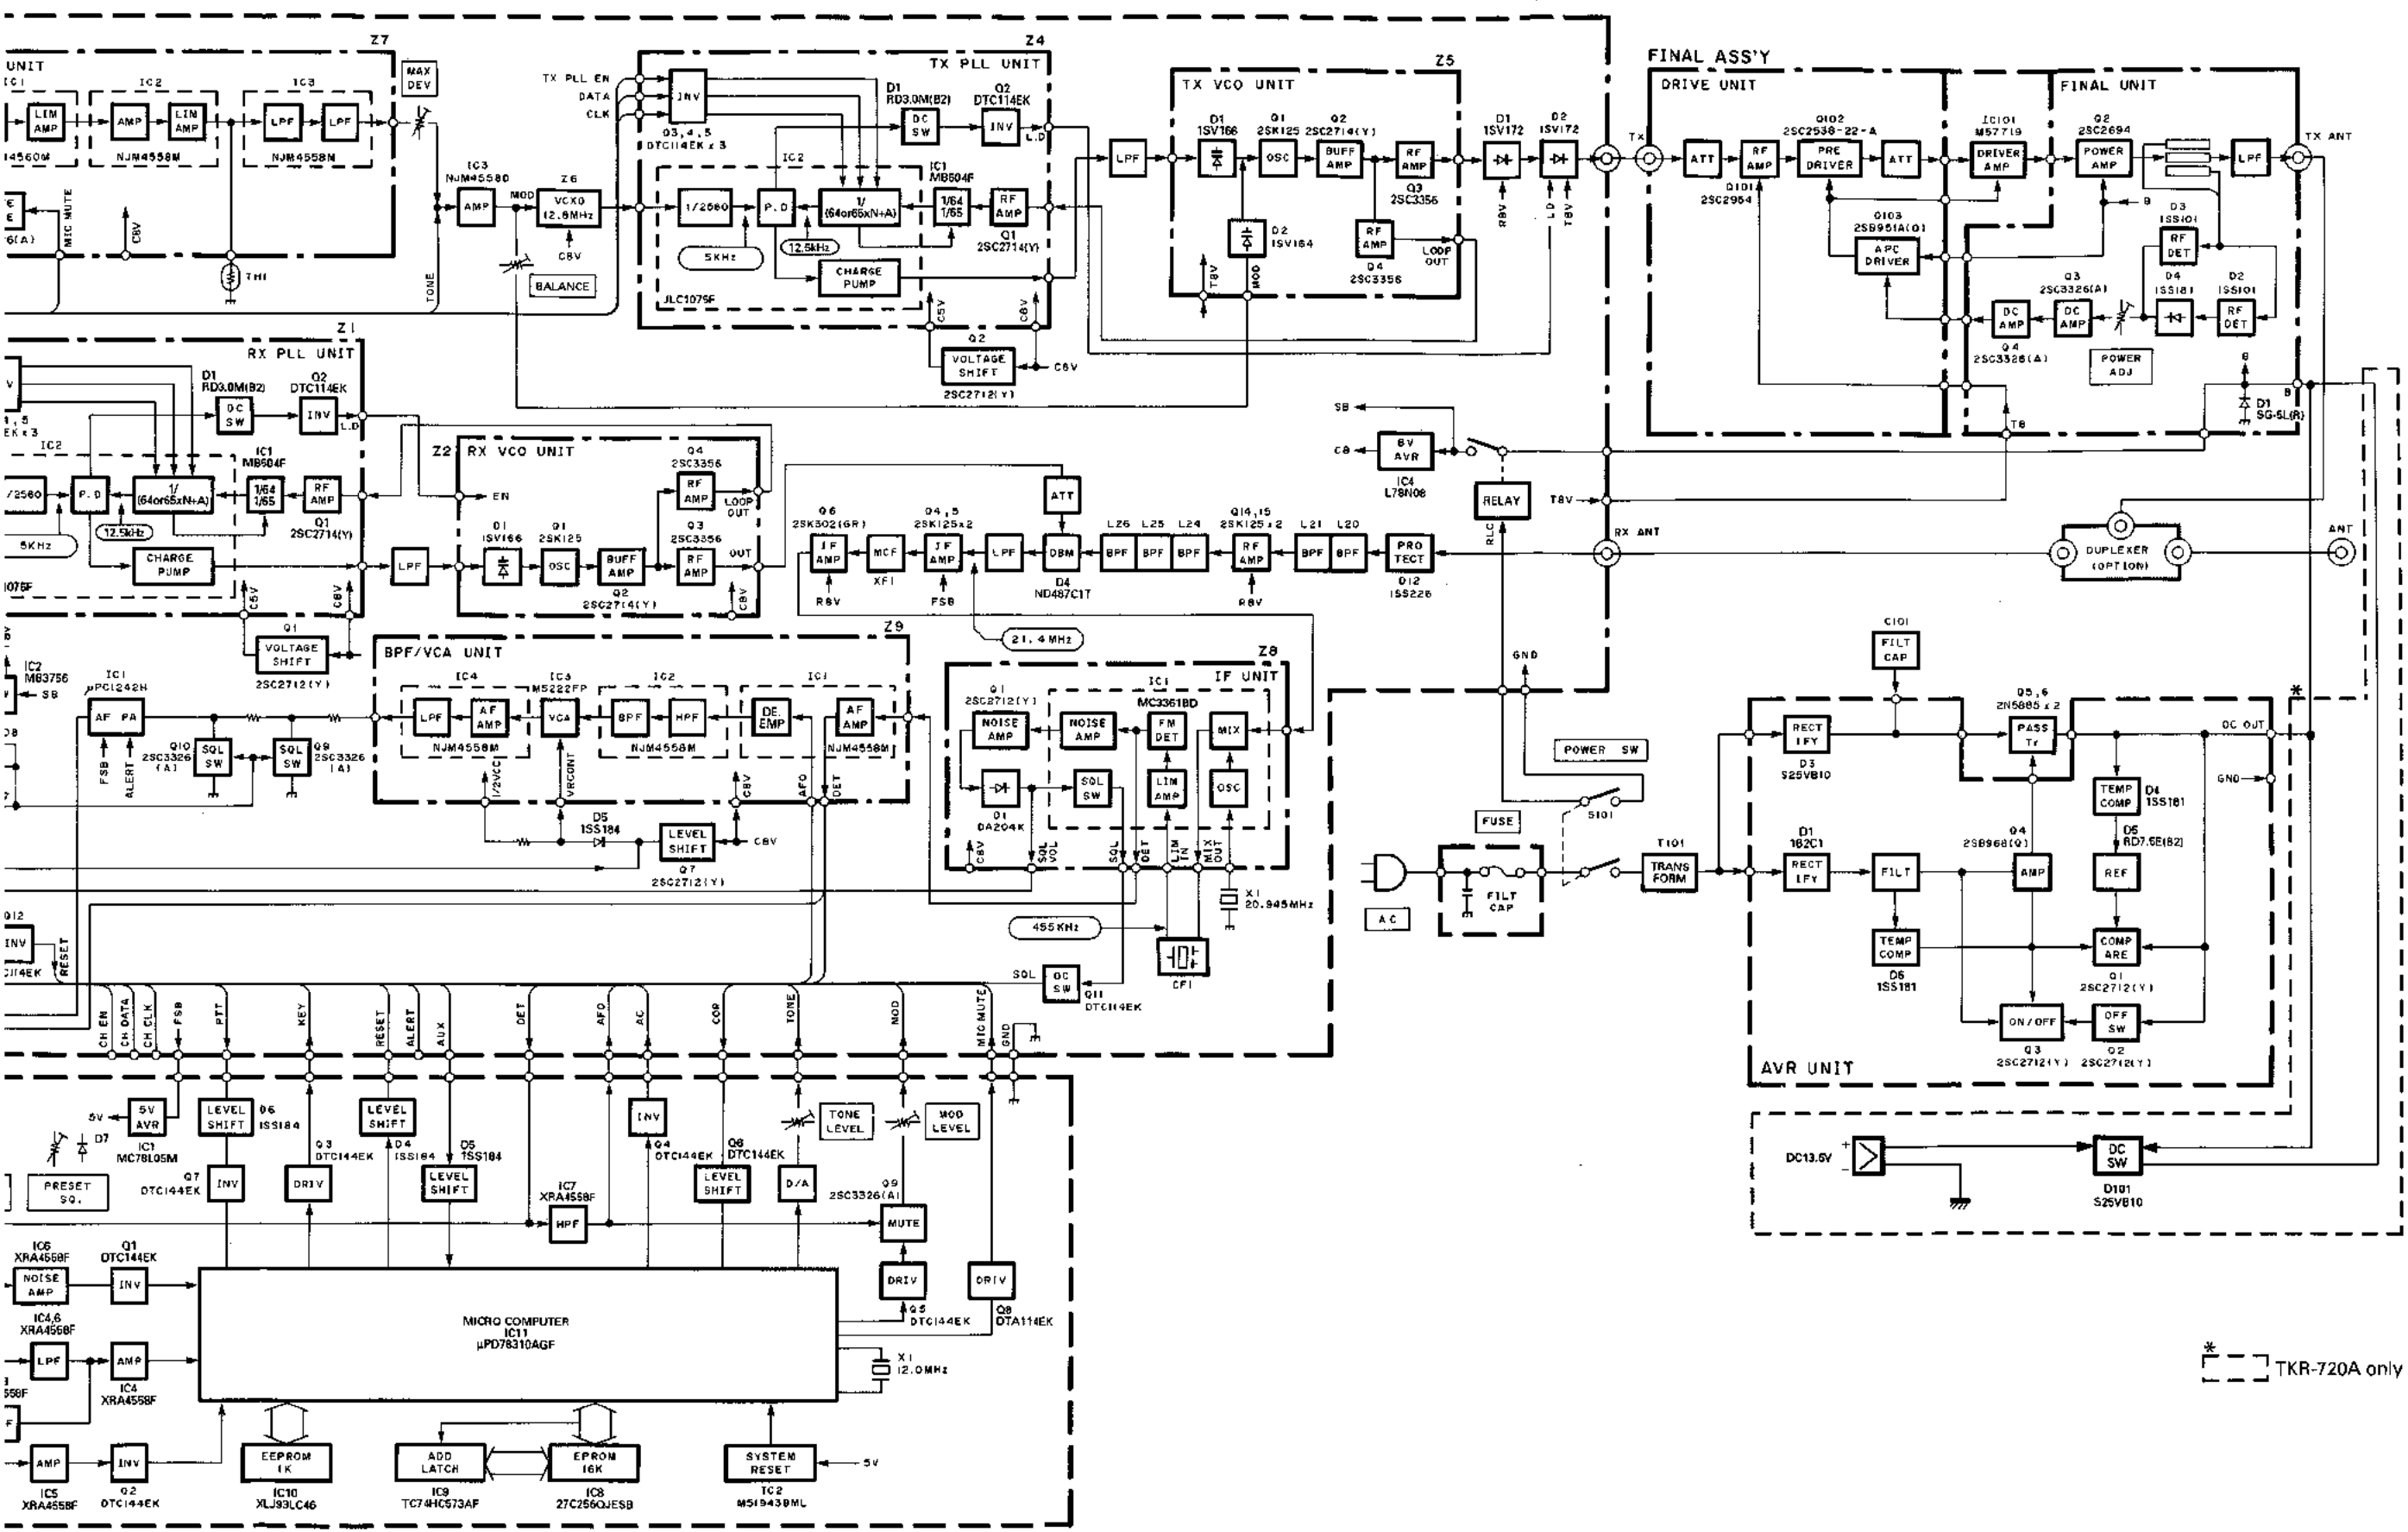 Z7
UNIT
IC1
LIM AMP
14560M
IC2
AMP
LIM AMP
NJM4558M
IC3
LPF
LPF
NJM4558M
MAX DEV
MIC MUTE
C8V
TH1
TONE
IC3
NJM4558D
AMP
MOD
Z6
VCXO
12.8MHz
C8V
BALANCE
Z4
TX PLL UNIT
TX PLL EN
DATA
CLK
INV
Q3,4,5
DTC114EK x 3
D1
RD3.0M(B2)
DC SW
Q2
DTC114EK
INV
L.D
IC2
1/2560
P.D
1/
(64or65xN+A)
IC1
MB504F
1/64
1/65
RF AMP
Q1
2SC2714(Y)
5KHz
12.5kHz
CHARGE PUMP
JLC1075F
C5V
C8V
Q2
VOLTAGE SHIFT
2SC2712(Y)
C8V
LPF
Z5
TX VCO UNIT
D1
1SV166
Q1
2SK125
OSC
Q2
2SC2714(Y)
BUFF AMP
RF AMP
Q3
2SC3356
D2
1SV164
RF AMP
Q4
2SC3356
LOOP OUT
T8V
MOD
D1
1SV172
D2
1SV172
R8V
LD
T8V
TX
FINAL ASS'Y
DRIVE UNIT
ATT
RF AMP
Q101
2SC2954
Q102
2SC2538-22-A
PRE DRIVER
ATT
Q103
2SB951A(Q)
APC DRIVER
FINAL UNIT
IC101
M57719
DRIVER AMP
Q2
2SC2694
POWER AMP
LPF
TX ANT
B
D3
1SS101
RF DET
Q3
2SC3326(A)
D4
1SS181
D2
1SS101
RF DET
DC AMP
DC AMP
Q4
2SC3326(A)
POWER ADJ
B
B
D1
SG-5L(R)
T8
Z1
RX PLL UNIT
D1
RD3.0M(B2)
DC SW
Q2
DTC114EK
INV
L.D
IC2
/2560
P.D
1/
(64or65xN+A)
IC1
MB504F
1/64
1/65
RF AMP
Q1
2SC2714(Y)
5KHz
12.5kHz
CHARGE PUMP
C5V
C8V
Q1
VOLTAGE SHIFT
2SC2712(Y)
LPF
Z2
RX VCO UNIT
EN
D1
1SV166
Q1
2SK125
OSC
BUFF AMP
Q2
2SC2714(Y)
Q4
2SC3356
RF AMP
LOOP OUT
Q3
2SC3356
RF AMP
OUT
C8V
SB
C8
8V AVR
IC4
L78N08
RELAY
RLC
T8V
ATT
Q6
2SK302(GR)
IF AMP
R8V
MCF
XF1
Q4,5
2SK125x2
IF AMP
FSB
LPF
DBM
D4
ND487C1T
L26
L25
L24
BPF
BPF
BPF
Q14,15
2SK125 x 2
RF AMP
R8V
L21
L20
BPF
BPF
PRO TECT
D12
1SS226
RX ANT
DUPLEXER
(OPTION)
ANT
21.4MHz
IC2
MB3756
SB
IC1
μPC1242H
AF PA
FSB
ALERT
Q10
2SC3326
(A)
SQL SW
SQL SW
Q9
2SC3326
(A)
Z9
BPF/VCA UNIT
IC4
LPF
AF AMP
NJM4558M
IC3
M5222FP
VCA
IC2
BPF
HPF
NJM4558M
IC1
DE. EMP
AF AMP
NJM4558M
1/2VCC
VRCONT
C8V
AFO
DET
D5
1SS184
LEVEL SHIFT
C8V
Q7
2SC2712(Y)
Z8
IF UNIT
Q1
2SC2712(Y)
NOISE AMP
IC1
MC3361BD
NOISE AMP
FM DET
MIX
D1
DA204K
SQL SW
LIM AMP
OSC
C8V
SQL VOL
SQL
DET
LIM IN
MIX OUT
X1
20.945MHz
455KHz
CF1
SQL
DC SW
Q11
DTC114EK
GND
POWER SW
S101
FUSE
AC
FILT CAP
T101
TRANS FORM
C101
FILT CAP
RECT IFY
D3
S25VB10
Q5,6
2N5885 x 2
PASS Tr
DC OUT
GND
TEMP COMP
D4
1SS181
D5
RD7.5E(B2)
D1
1B2C1
RECT IFY
FILT
Q4
2SB968(Q)
AMP
REF
TEMP COMP
D6
1SS181
COMP ARE
Q1
2SC2712(Y)
ON/OFF
Q3
2SC2712(Y)
OFF SW
Q2
2SC2712(Y)
AVR UNIT
*
DC13.6V
+
−
DC SW
D101
S25VB10
Q12
INV
RESET
CH EN
CH DATA
CH CLK
FSB
PTT
KEY
RESET
ALERT
AUX
DET
AFO
AC
COR
TONE
MOD
MIC MUTE
GND
5V
5V AVR
IC1
MC78L05M
D7
PRESET SQ.
LEVEL SHIFT
D6
1SS184
Q7
DTC144EK
INV
Q3
DTC144EK
DRIV
LEVEL SHIFT
D4
1SS184
D5
1SS184
LEVEL SHIFT
INV
Q4
DTC144EK
Q6
DTC144EK
LEVEL SHIFT
TONE LEVEL
D/A
MOD LEVEL
IC7
XRA4558F
HPF
Q9
2SC3326(A)
MUTE
DRIV
Q5
DTC144EK
DRIV
Q8
DTA114EK
IC6
XRA4558F
NOISE AMP
Q1
DTC144EK
INV
IC4,6
XRA4558F
LPF
AMP
IC4
XRA4558F
AMP
IC5
XRA4558F
INV
Q2
DTC144EK
MICRO COMPUTER
IC11
μPD78310AGF
X1
12.0MHz
EEPROM 1K
IC10
XLJ93LC46
ADD LATCH
IC9
TC74HC573AF
EPROM 16K
IC8
27C256QJESB
SYSTEM RESET
5V
IC2
M51943BML
*
TKR-720A only